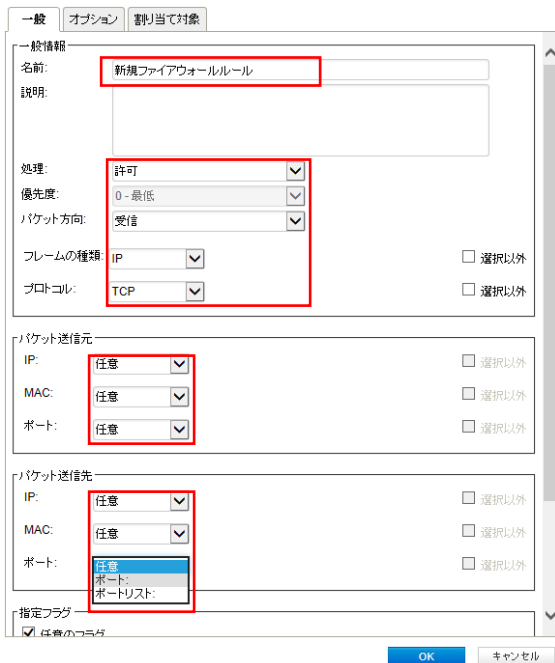 一般 オプション 割り当て対象
一般情報
名前: 新規ファイアウォールルール
説明:
処理: 許可
優先度: 0 - 最低
パケット方向: 受信
フレームの種類: IP 選択以外
プロトコル: TCP 選択以外
パケット送信元
IP: 任意 選択以外
MAC: 任意 選択以外
ポート: 任意 選択以外
パケット送信先
IP: 任意 選択以外
MAC: 任意 選択以外
ポート: 任意 選択以外
ポート:
ポートリスト:
指定フラグ
任意のフラグ
OK キャンセル